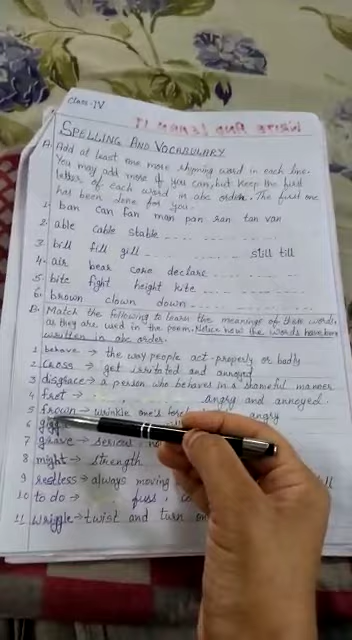 Class-IV
SPELLING AND VOCABULARY
A. Add at least one more rhyming word in each line.
You may add more if you can, but keep the first
letter of each word in abc order. The first one
has been done for you.
1. ban can fan man pan ran tan van
2. able cable stable
3. bill fill gill still till
4. air bear care declare
5. bite fight height kite
6. brown clown down
B. Match the following to learn the meanings of these words
as they are used in the poem. Notice how the words have been
written in abc order.
1 behave → the way people act-properly or badly
2 cross → get irritated and annoyed
3 disgrace → a person who behaves in a shameful manner
4 fret → angry and annoyed
5 frown → wrinkle one's angry
6
7 grave → serious
8 might → strength
9 restless → always moving
10 to do → fuss,
11 wriggle → twist and turn